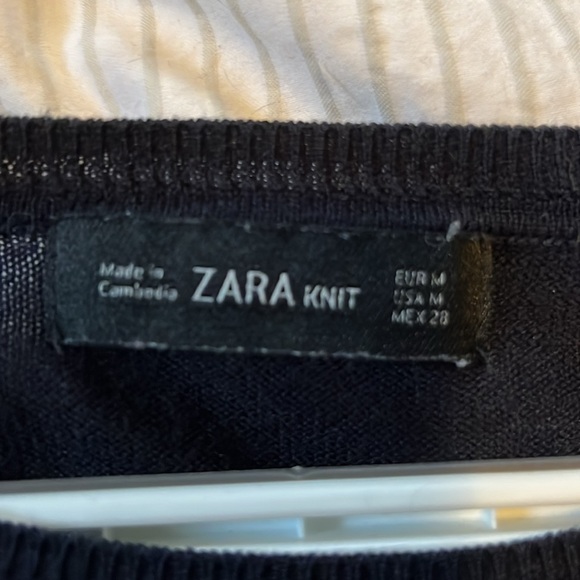 Made in
Cambodia
ZARA KNIT
EUR M
USA M
MEX 28